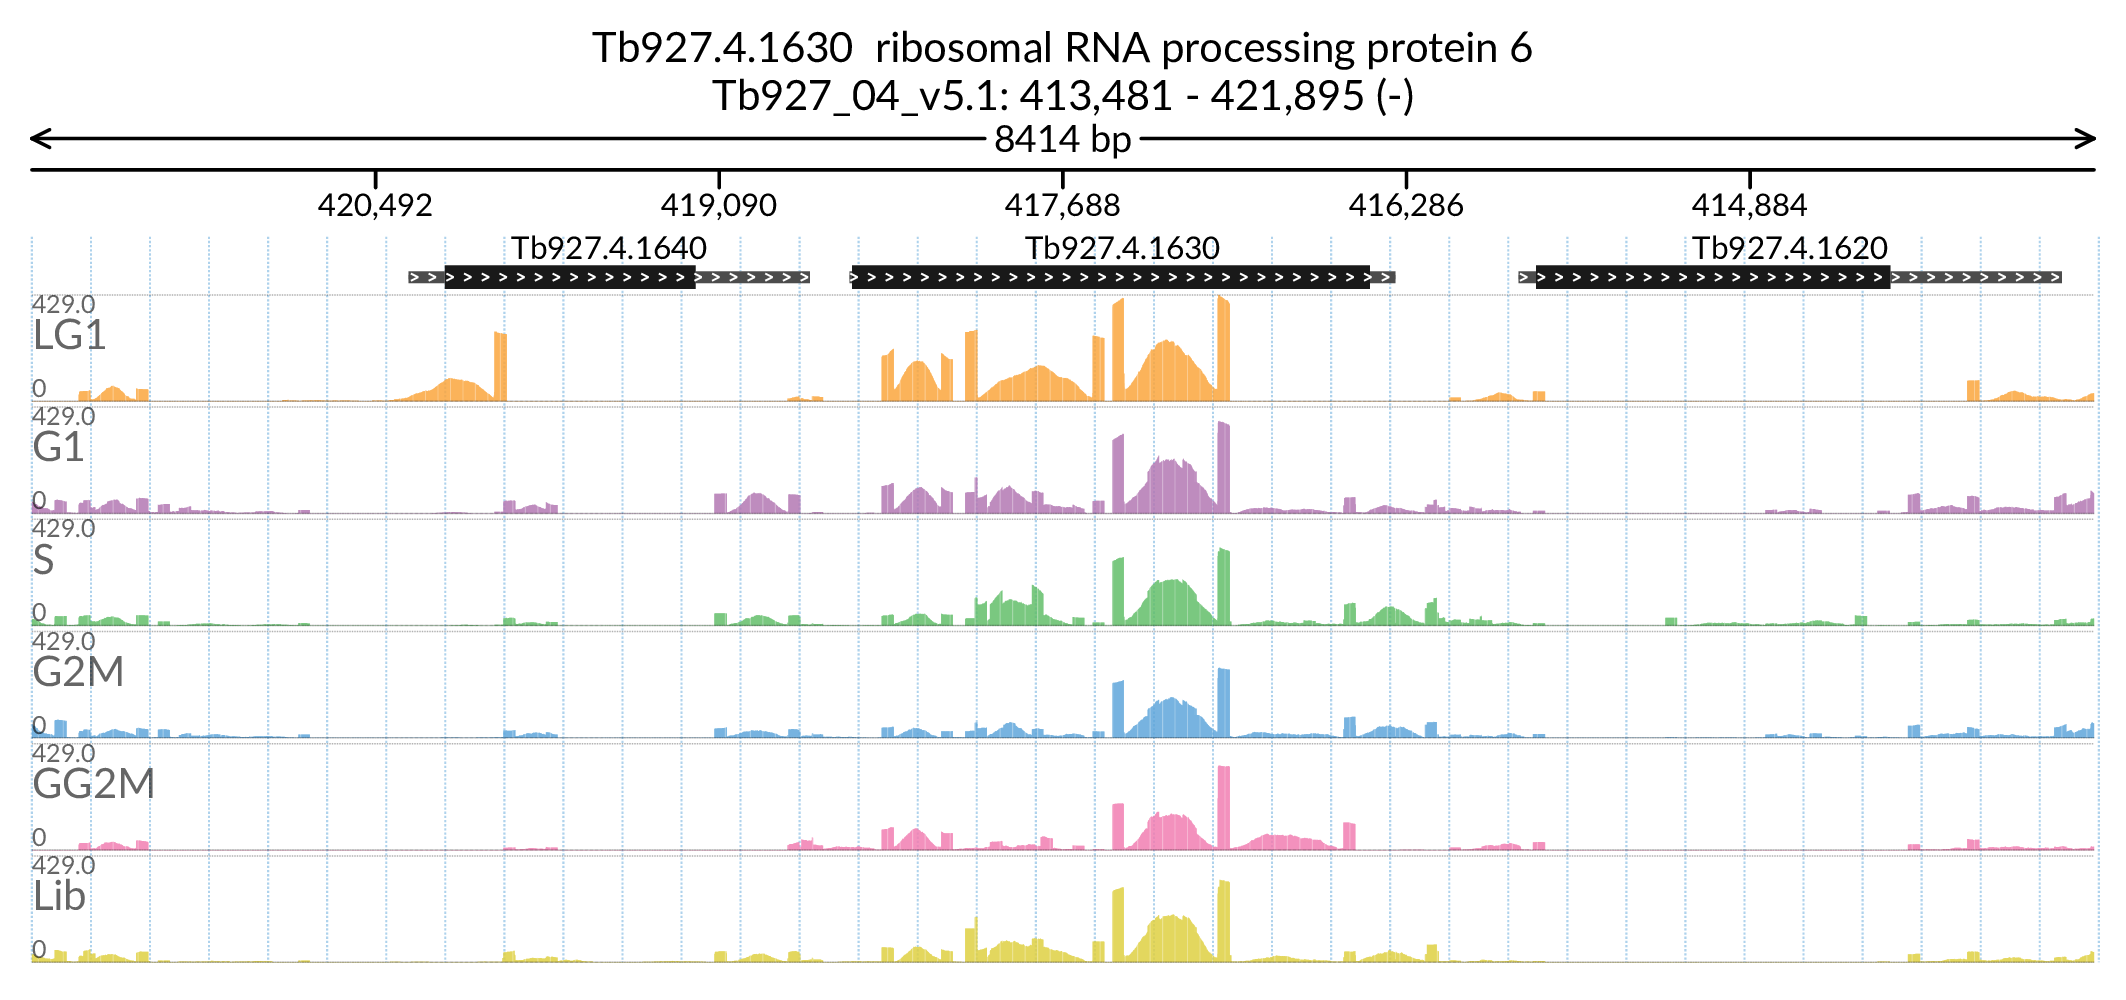 Tb927.4.1630  ribosomal RNA processing protein 6
Tb927_04_v5.1: 413,481 - 421,895 (-)
8414 bp
420,492 419,090 417,688 416,286 414,884
Tb927.4.1640 Tb927.4.1630 Tb927.4.1620
429.0
LG1
0
429.0
G1
0
429.0
S
0
429.0
G2M
0
429.0
GG2M
0
429.0
Lib
0